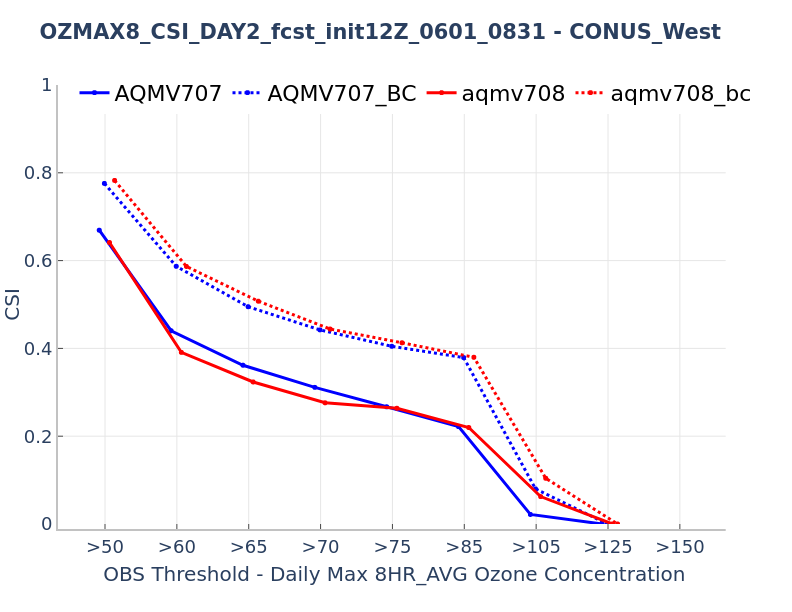 OZMAX8_CSI_DAY2_fcst_init12Z_0601_0831 - CONUS_West
AQMV707 AQMV707_BC aqmv708 aqmv708_bc
1
0.8
0.6
0.4
0.2
0
CSI
>50 >60 >65 >70 >75 >85 >105 >125 >150
OBS Threshold - Daily Max 8HR_AVG Ozone Concentration